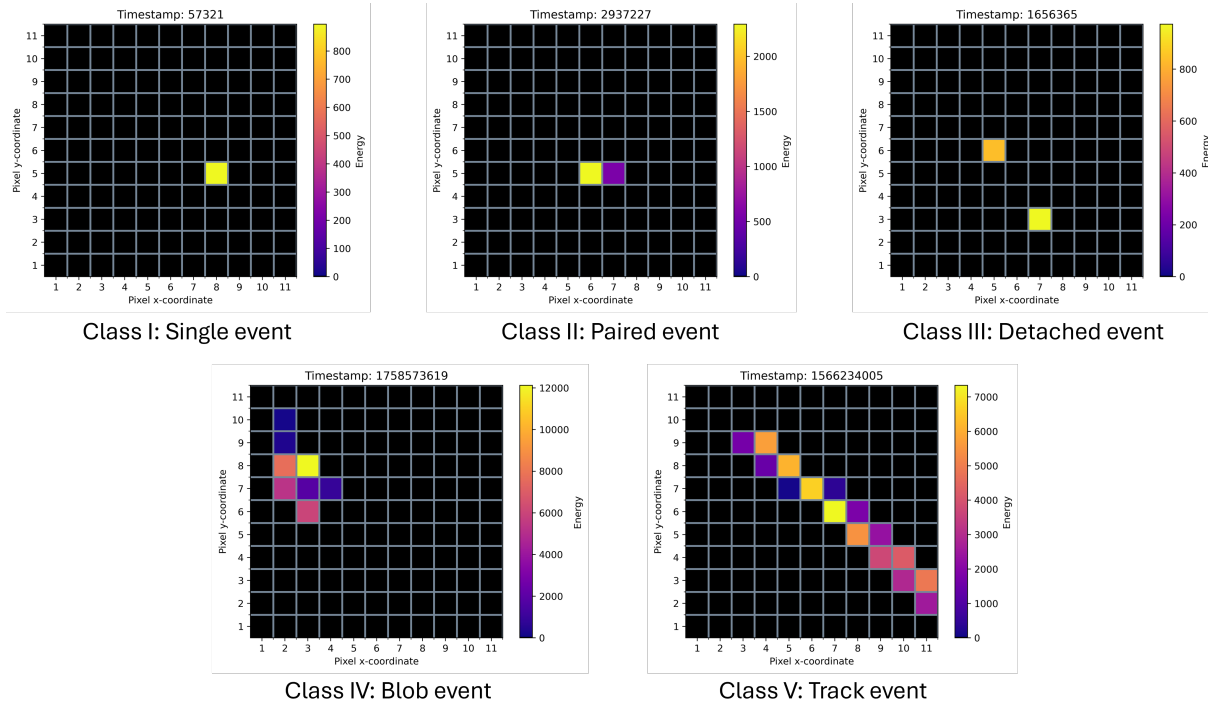 Timestamp: 57321
11
10
9
8
7
6
5
4
3
2
1
Pixel y-coordinate
1 2 3 4 5 6 7 8 9 10 11
Pixel x-coordinate
800
700
600
500
400
300
200
100
0
Energy
Class I: Single event
Timestamp: 2937227
11
10
9
8
7
6
5
4
3
2
1
Pixel y-coordinate
1 2 3 4 5 6 7 8 9 10 11
Pixel x-coordinate
2000
1500
1000
500
0
Energy
Class II: Paired event
Timestamp: 1656365
11
10
9
8
7
6
5
4
3
2
1
Pixel y-coordinate
1 2 3 4 5 6 7 8 9 10 11
Pixel x-coordinate
800
600
400
200
0
Energy
Class III: Detached event
Timestamp: 1758573619
11
10
9
8
7
6
5
4
3
2
1
Pixel y-coordinate
1 2 3 4 5 6 7 8 9 10 11
Pixel x-coordinate
12000
10000
8000
6000
4000
2000
0
Energy
Class IV: Blob event
Timestamp: 1566234005
11
10
9
8
7
6
5
4
3
2
1
Pixel y-coordinate
1 2 3 4 5 6 7 8 9 10 11
Pixel x-coordinate
7000
6000
5000
4000
3000
2000
1000
0
Energy
Class V: Track event